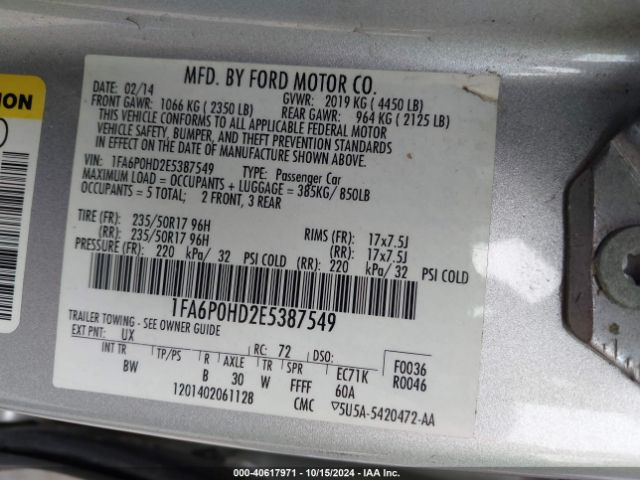 MFD. BY FORD MOTOR CO.
DATE: 02/14 GVWR: 2019 KG ( 4450 LB)
FRONT GAWR: 1066 KG ( 2350 LB) REAR GAWR: 964 KG ( 2125 LB)
THIS VEHICLE CONFORMS TO ALL APPLICABLE FEDERAL MOTOR
VEHICLE SAFETY, BUMPER, AND THEFT PREVENTION STANDARDS
IN EFFECT ON THE DATE OF MANUFACTURE SHOWN ABOVE.
VIN: 1FA6P0HD2E5387549 TYPE: Passenger Car
MAXIMUM LOAD = OCCUPANTS + LUGGAGE = 385KG/ 850LB
OCCUPANTS = 5 TOTAL; 2 FRONT, 3 REAR
TIRE (FR): 235/50R17 96H RIMS (FR): 17x7.5J
(RR): 235/50R17 96H (RR): 17x7.5J
PRESSURE (FR): 220 kPa/ 32 PSI COLD (RR): 220 kPa/ 32 PSI COLD
1FA6P0HD2E5387549
TRAILER TOWING - SEE OWNER GUIDE
EXT PNT: UX RC: 72 DSO: F0036
INT TR TP/PS R AXLE TR SPR EC71K R0046
BW B 30 W FFFF 60A
1201402061128 CMC ▽5U5A-5420472-AA
ION
000-40617971 - 10/15/2024 - IAA Inc.